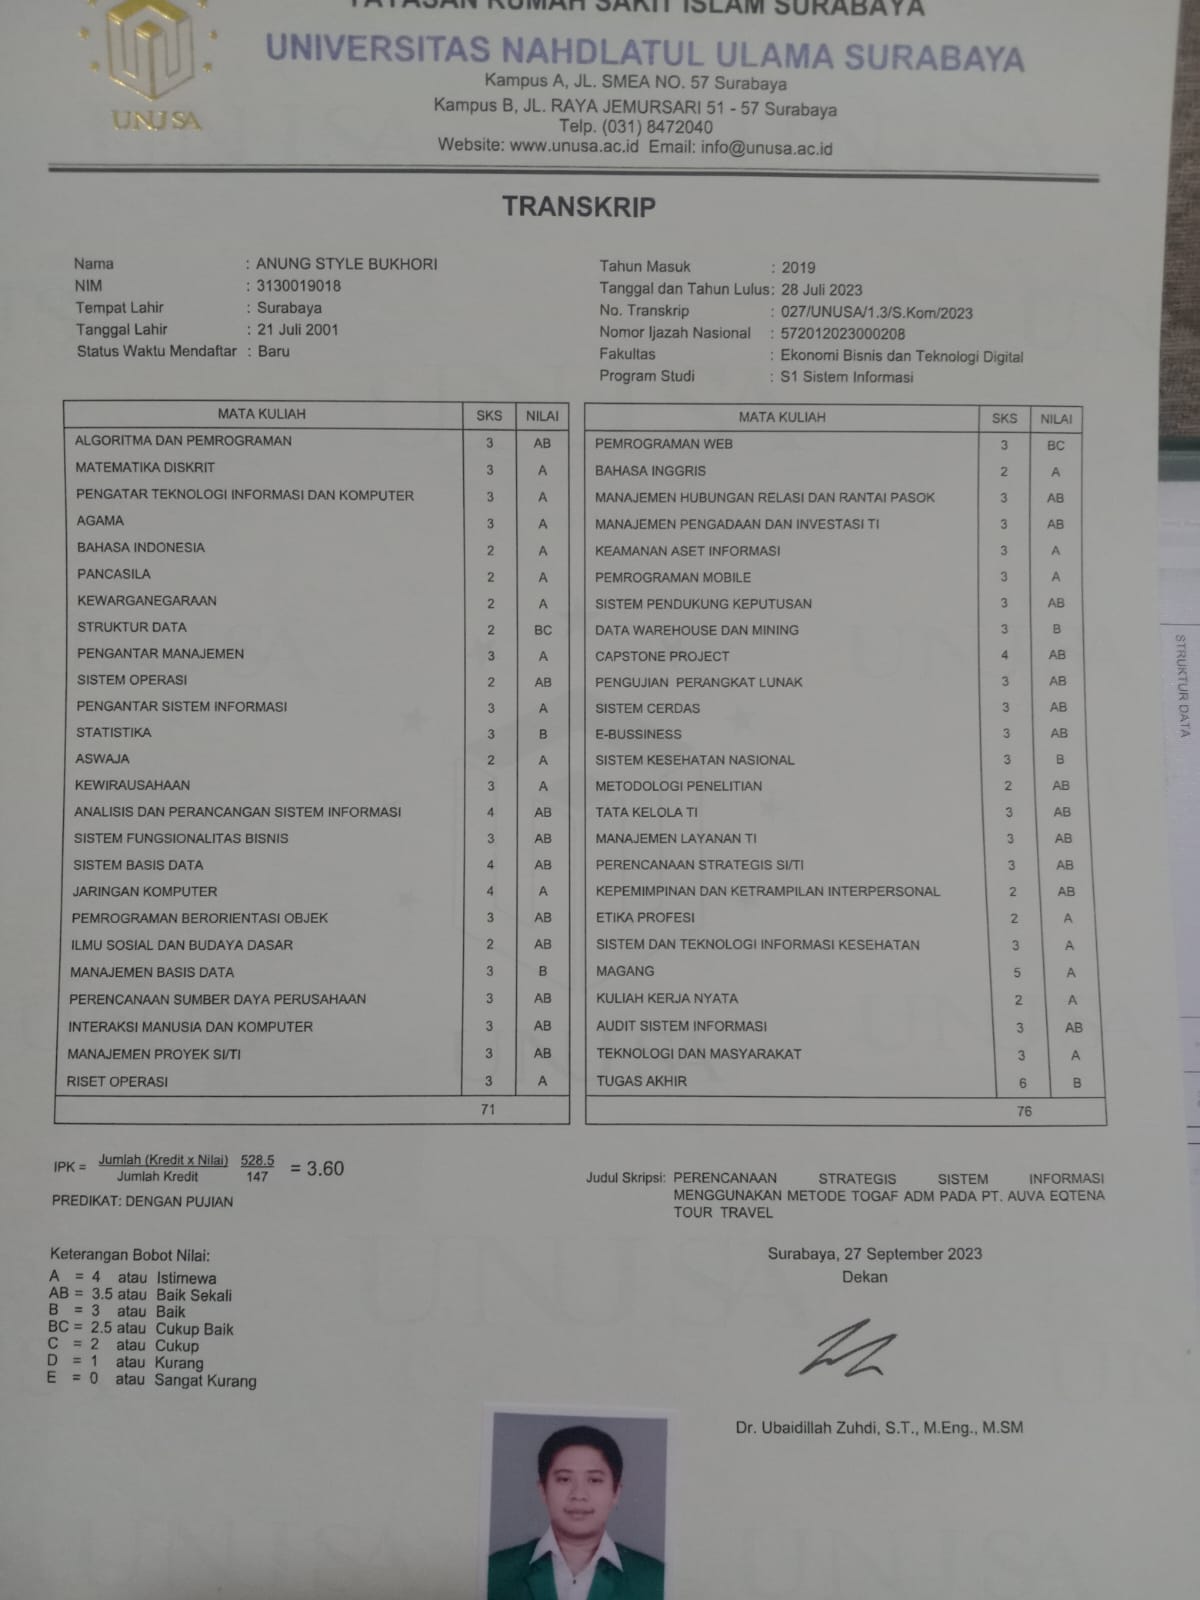 YAYASAN RUMAH SAKIT ISLAM SURABAYA
UNIVERSITAS NAHDLATUL ULAMA SURABAYA
Kampus A, JL. SMEA NO. 57 Surabaya
Kampus B, JL. RAYA JEMURSARI 51 - 57 Surabaya
Telp. (031) 8472040
Website: www.unusa.ac.id Email: info@unusa.ac.id
UNUSA
TRANSKRIP
Nama : ANUNG STYLE BUKHORI
NIM : 3130019018
Tempat Lahir : Surabaya
Tanggal Lahir : 21 Juli 2001
Status Waktu Mendaftar : Baru
Tahun Masuk : 2019
Tanggal dan Tahun Lulus: 28 Juli 2023
No. Transkrip : 027/UNUSA/1.3/S.Kom/2023
Nomor Ijazah Nasional : 572012023000208
Fakultas : Ekonomi Bisnis dan Teknologi Digital
Program Studi : S1 Sistem Informasi
MATA KULIAH SKS NILAI
ALGORITMA DAN PEMROGRAMAN 3 AB
MATEMATIKA DISKRIT 3 A
PENGATAR TEKNOLOGI INFORMASI DAN KOMPUTER 3 A
AGAMA 3 A
BAHASA INDONESIA 2 A
PANCASILA 2 A
KEWARGANEGARAAN 2 A
STRUKTUR DATA 2 BC
PENGANTAR MANAJEMEN 3 A
SISTEM OPERASI 2 AB
PENGANTAR SISTEM INFORMASI 3 A
STATISTIKA 3 B
ASWAJA 2 A
KEWIRAUSAHAAN 3 A
ANALISIS DAN PERANCANGAN SISTEM INFORMASI 4 AB
SISTEM FUNGSIONALITAS BISNIS 3 AB
SISTEM BASIS DATA 4 AB
JARINGAN KOMPUTER 4 A
PEMROGRAMAN BERORIENTASI OBJEK 3 AB
ILMU SOSIAL DAN BUDAYA DASAR 2 AB
MANAJEMEN BASIS DATA 3 B
PERENCANAAN SUMBER DAYA PERUSAHAAN 3 AB
INTERAKSI MANUSIA DAN KOMPUTER 3 AB
MANAJEMEN PROYEK SI/TI 3 AB
RISET OPERASI 3 A
71
MATA KULIAH SKS NILAI
PEMROGRAMAN WEB 3 BC
BAHASA INGGRIS 2 A
MANAJEMEN HUBUNGAN RELASI DAN RANTAI PASOK 3 AB
MANAJEMEN PENGADAAN DAN INVESTASI TI 3 AB
KEAMANAN ASET INFORMASI 3 A
PEMROGRAMAN MOBILE 3 A
SISTEM PENDUKUNG KEPUTUSAN 3 AB
DATA WAREHOUSE DAN MINING 3 B
CAPSTONE PROJECT 4 AB
PENGUJIAN PERANGKAT LUNAK 3 AB
SISTEM CERDAS 3 AB
E-BUSSINESS 3 AB
SISTEM KESEHATAN NASIONAL 3 B
METODOLOGI PENELITIAN 2 AB
TATA KELOLA TI 3 AB
MANAJEMEN LAYANAN TI 3 AB
PERENCANAAN STRATEGIS SI/TI 3 AB
KEPEMIMPINAN DAN KETRAMPILAN INTERPERSONAL 2 AB
ETIKA PROFESI 2 A
SISTEM DAN TEKNOLOGI INFORMASI KESEHATAN 3 A
MAGANG 5 A
KULIAH KERJA NYATA 2 A
AUDIT SISTEM INFORMASI 3 AB
TEKNOLOGI DAN MASYARAKAT 3 A
TUGAS AKHIR 6 B
76
STRUKTUR DATA
IPK = Jumlah (Kredit x Nilai) 528.5 = 3.60
Jumlah Kredit 147
PREDIKAT: DENGAN PUJIAN
Judul Skripsi: PERENCANAAN STRATEGIS SISTEM INFORMASI
MENGGUNAKAN METODE TOGAF ADM PADA PT. AUVA EQTENA
TOUR TRAVEL
Keterangan Bobot Nilai:
A = 4 atau Istimewa
AB = 3.5 atau Baik Sekali
B = 3 atau Baik
BC = 2.5 atau Cukup Baik
C = 2 atau Cukup
D = 1 atau Kurang
E = 0 atau Sangat Kurang
Surabaya, 27 September 2023
Dekan
Dr. Ubaidillah Zuhdi, S.T., M.Eng., M.SM